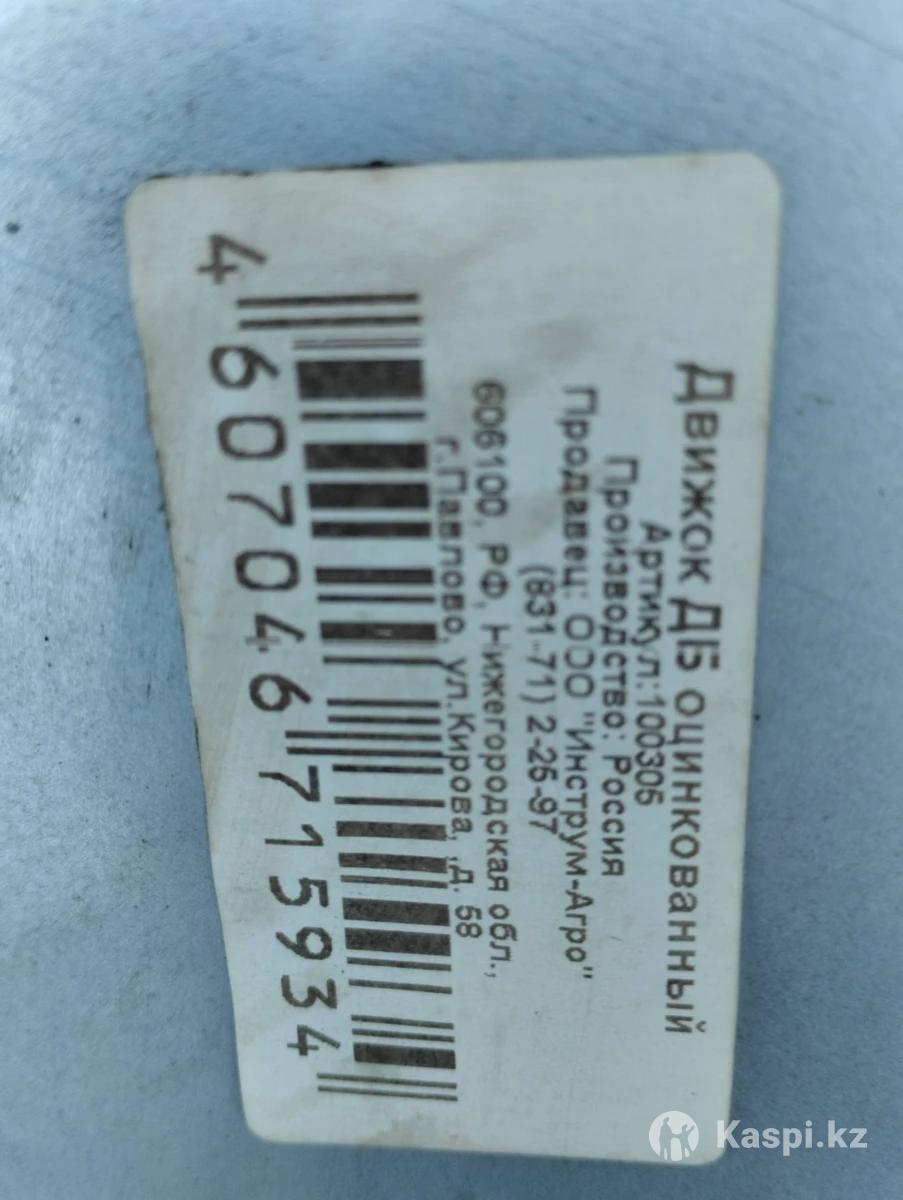 Движок ДБ оцинкованный
Артикул:100305
Производство: Россия
Продавец: ООО "Инструм-Агро"
(831-71) 2-25-97
606100, РФ, Нижегородская обл.,
г.Павлово, ул.Кирова, д. 58
4 607046 715934
Kaspi.kz